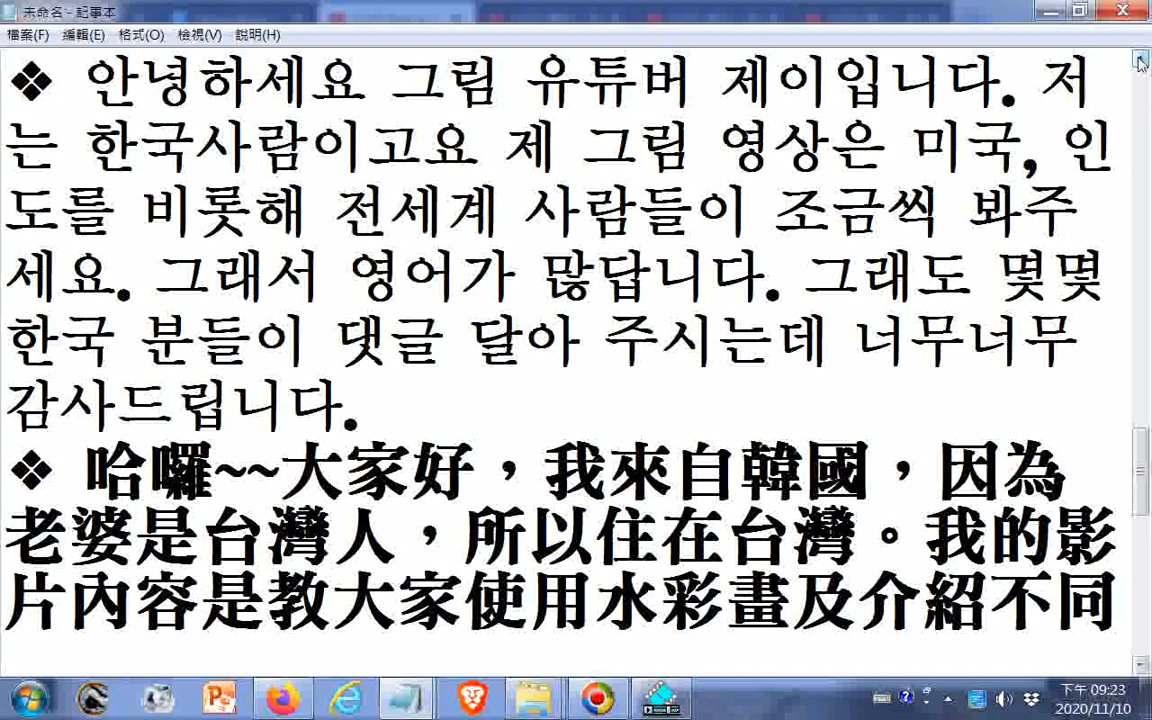 未命名 - 記事本
檔案(F) 編輯(E) 格式(O) 檢視(V) 說明(H)
❖ 안녕하세요 그림 유튜버 제이입니다. 저
는 한국사람이고요 제 그림 영상은 미국, 인
도를 비롯해 전세계 사람들이 조금씩 봐주
세요. 그래서 영어가 많답니다. 그래도 몇몇
한국 분들이 댓글 달아 주시는데 너무너무
감사드립니다.
❖ 哈囉~~大家好，我來自韓國，因為
老婆是台灣人，所以住在台灣。我的影
片內容是教大家使用水彩畫及介紹不同
下午 09:23
2020/11/10